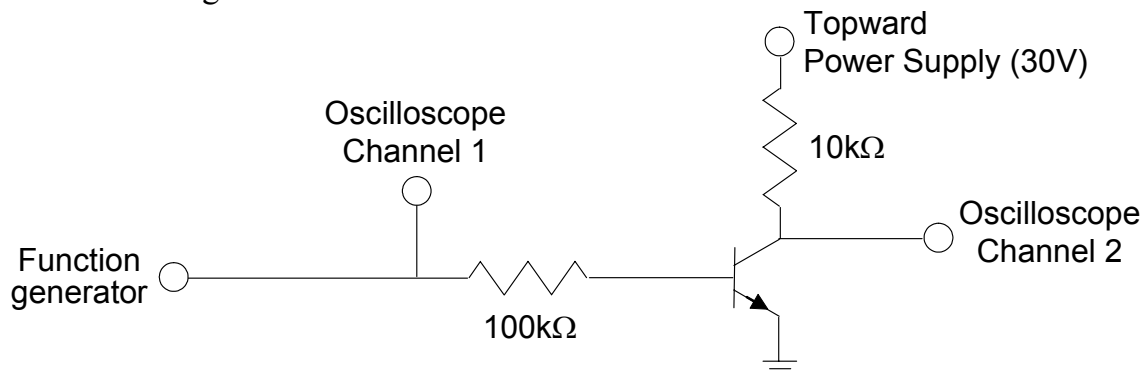 Topward
Power Supply (30V)
Oscilloscope
Channel 1
10kΩ
Oscilloscope
Channel 2
Function
generator
100kΩ